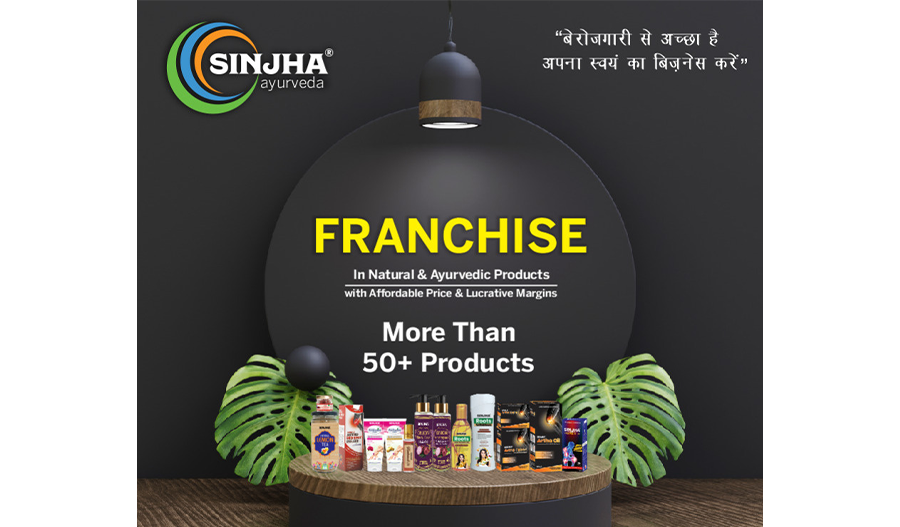 SINJHA®
ayurveda
“बेरोजगारी से अच्छा है
अपना स्वयं का बिज़नेस करें”
FRANCHISE
In Natural & Ayurvedic Products
with Affordable Price & Lucrative Margins
More Than
50+ Products